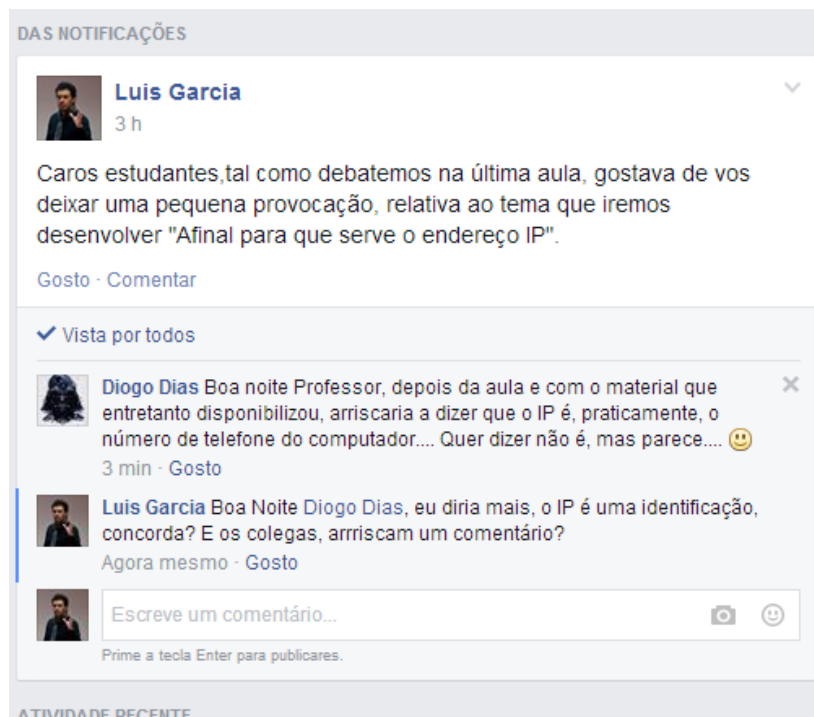 DAS NOTIFICAÇÕES
Luis Garcia
3 h
Caros estudantes,tal como debatemos na última aula, gostava de vos
deixar uma pequena provocação, relativa ao tema que iremos
desenvolver "Afinal para que serve o endereço IP".
Gosto · Comentar
Vista por todos
Diogo Dias Boa noite Professor, depois da aula e com o material que
entretanto disponibilizou, arriscaria a dizer que o IP é, praticamente, o
número de telefone do computador.... Quer dizer não é, mas parece....
3 min · Gosto
Luis Garcia Boa Noite Diogo Dias, eu diria mais, o IP é uma identificação,
concorda? E os colegas, arrriscam um comentário?
Agora mesmo · Gosto
Escreve um comentário...
Prime a tecla Enter para publicares.
ATIVIDADE RECENTE